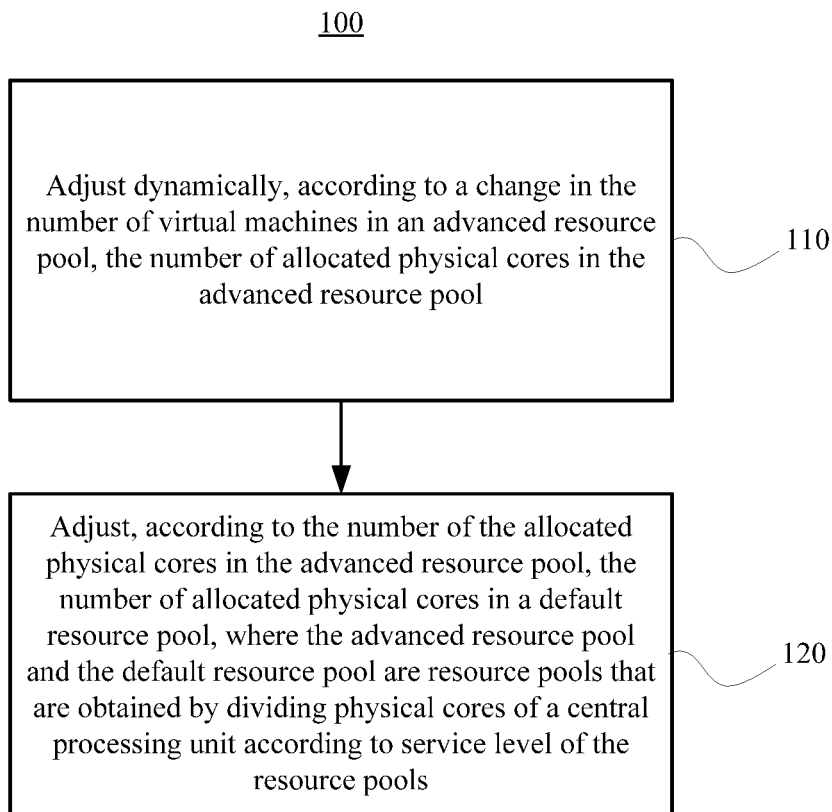 100
Adjust dynamically, according to a change in the
number of virtual machines in an advanced resource
pool, the number of allocated physical cores in the
advanced resource pool
110
Adjust, according to the number of the allocated
physical cores in the advanced resource pool, the
number of allocated physical cores in a default
resource pool, where the advanced resource pool
and the default resource pool are resource pools that
are obtained by dividing physical cores of a central
processing unit according to service level of the
resource pools
120